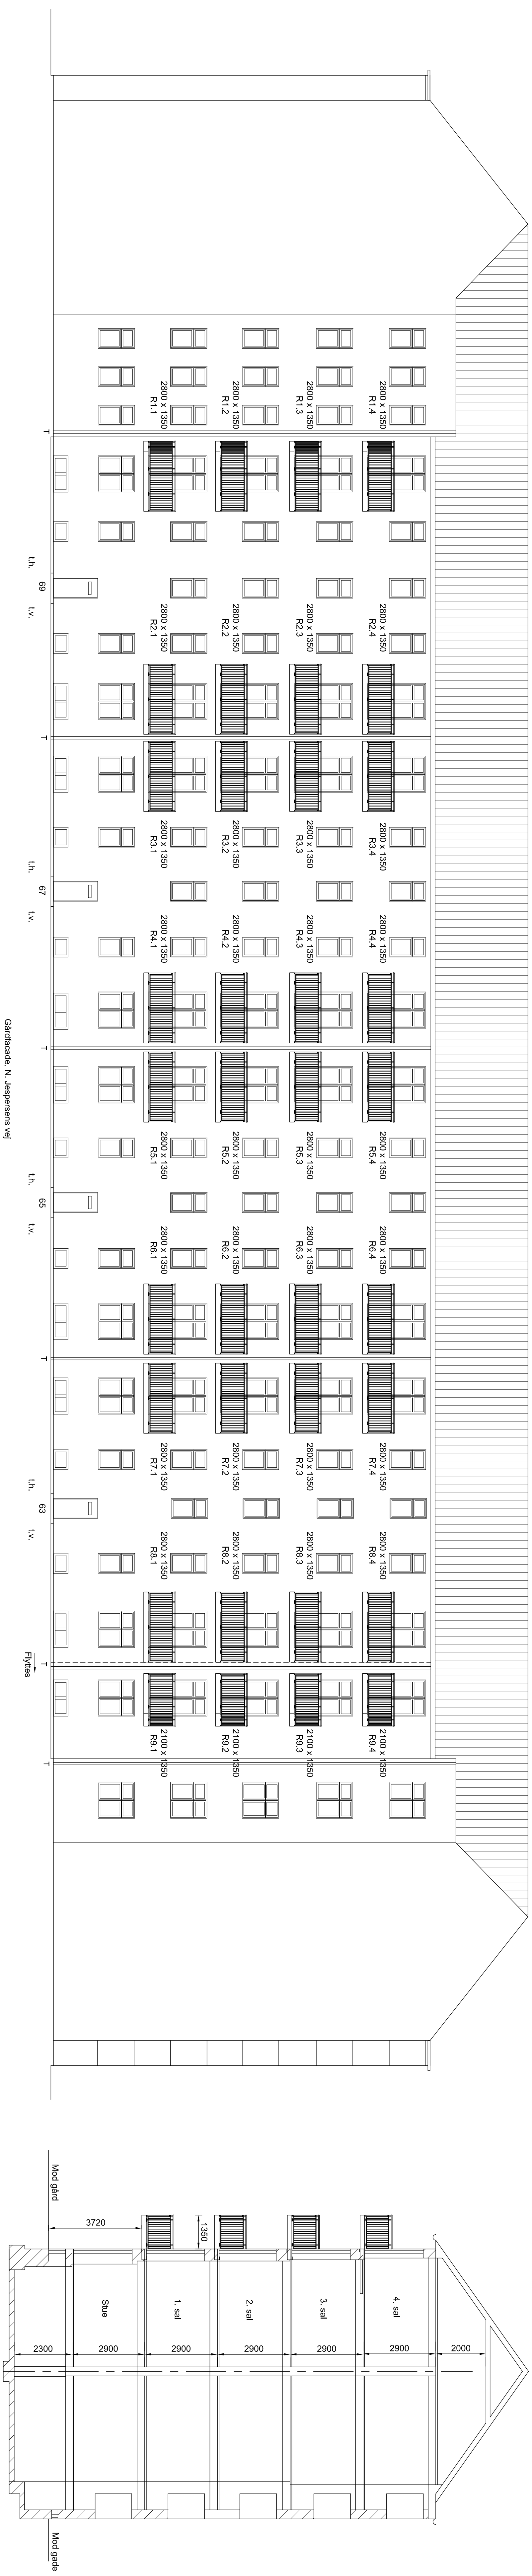 2800 x 1350
R1.4
2800 x 1350
R1.3
2800 x 1350
R1.2
2800 x 1350
R1.1
T
2800 x 1350
R2.4
2800 x 1350
R2.3
2800 x 1350
R2.2
2800 x 1350
R2.1
t.h.
69
t.v.
T
2800 x 1350
R3.4
2800 x 1350
R3.3
2800 x 1350
R3.2
2800 x 1350
R3.1
t.h.
67
t.v.
2800 x 1350
R4.4
2800 x 1350
R4.3
2800 x 1350
R4.2
2800 x 1350
R4.1
T
Gårdfacade, N. Jespersens vej
2800 x 1350
R5.4
2800 x 1350
R5.3
2800 x 1350
R5.2
2800 x 1350
R5.1
t.h.
65
t.v.
2800 x 1350
R6.4
2800 x 1350
R6.3
2800 x 1350
R6.2
2800 x 1350
R6.1
T
2800 x 1350
R7.4
2800 x 1350
R7.3
2800 x 1350
R7.2
2800 x 1350
R7.1
t.h.
63
t.v.
2800 x 1350
R8.4
2800 x 1350
R8.3
2800 x 1350
R8.2
2800 x 1350
R8.1
T
Flyttes
2100 x 1350
R9.4
2100 x 1350
R9.3
2100 x 1350
R9.2
2100 x 1350
R9.1
T
Mod gård
3720
1350
4. sal
3. sal
2. sal
1. sal
Stue
2000
2900
2900
2900
2900
2900
2300
Mod gade